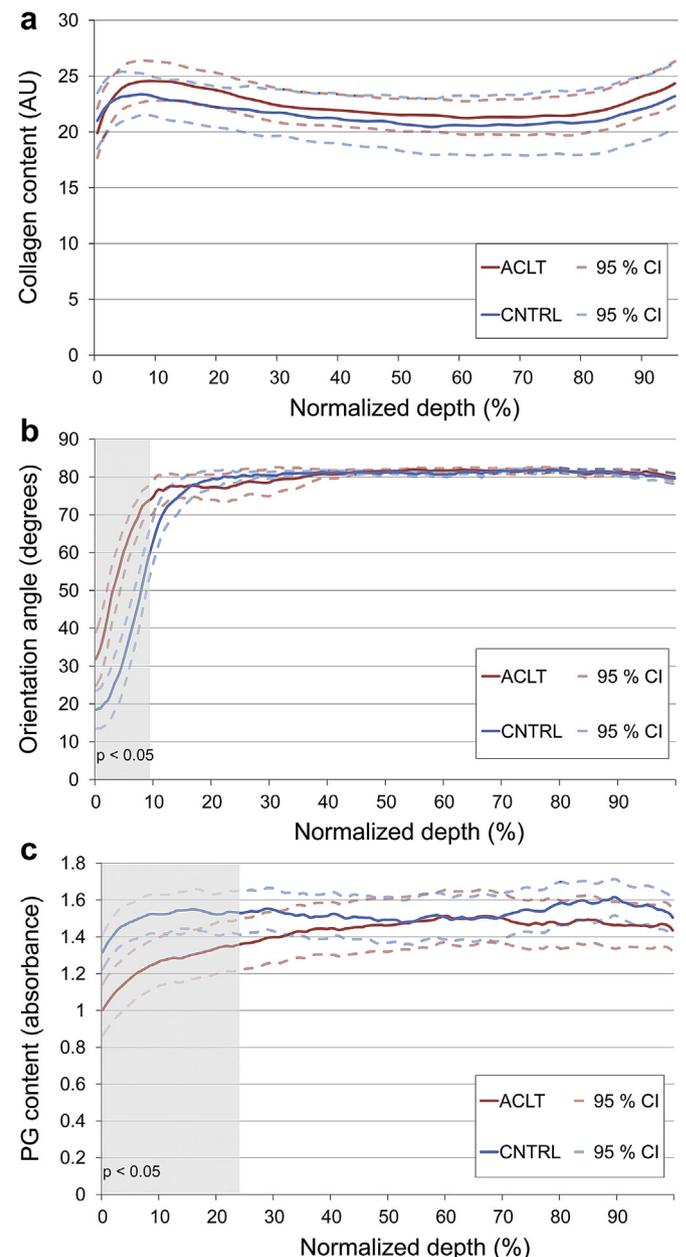 a
30
25
20
15
10
5
0
Collagen content (AU)
ACLT 95 % CI
CNTRL 95 % CI
0 10 20 30 40 50 60 70 80 90
Normalized depth (%)
b
90
80
70
60
50
40
30
20
10
0
Orientation angle (degrees)
p < 0.05
ACLT 95 % CI
CNTRL 95 % CI
0 10 20 30 40 50 60 70 80 90
Normalized depth (%)
c
1.8
1.6
1.4
1.2
1
0.8
0.6
0.4
0.2
0
PG content (absorbance)
p < 0.05
ACLT 95 % CI
CNTRL 95 % CI
0 10 20 30 40 50 60 70 80 90
Normalized depth (%)